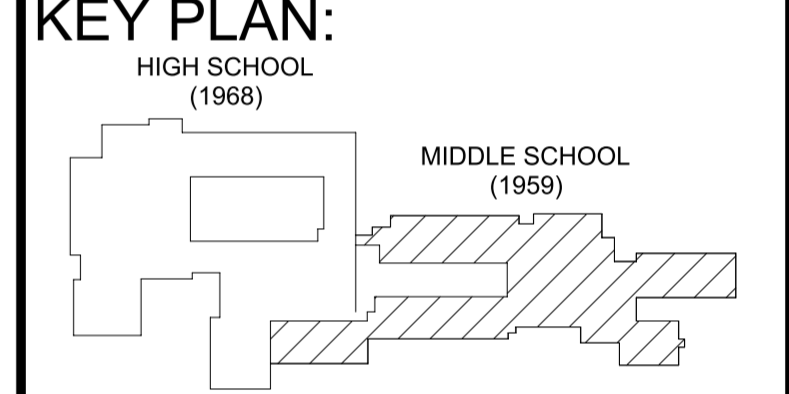 KEY PLAN:
HIGH SCHOOL
(1968)
MIDDLE SCHOOL
(1959)